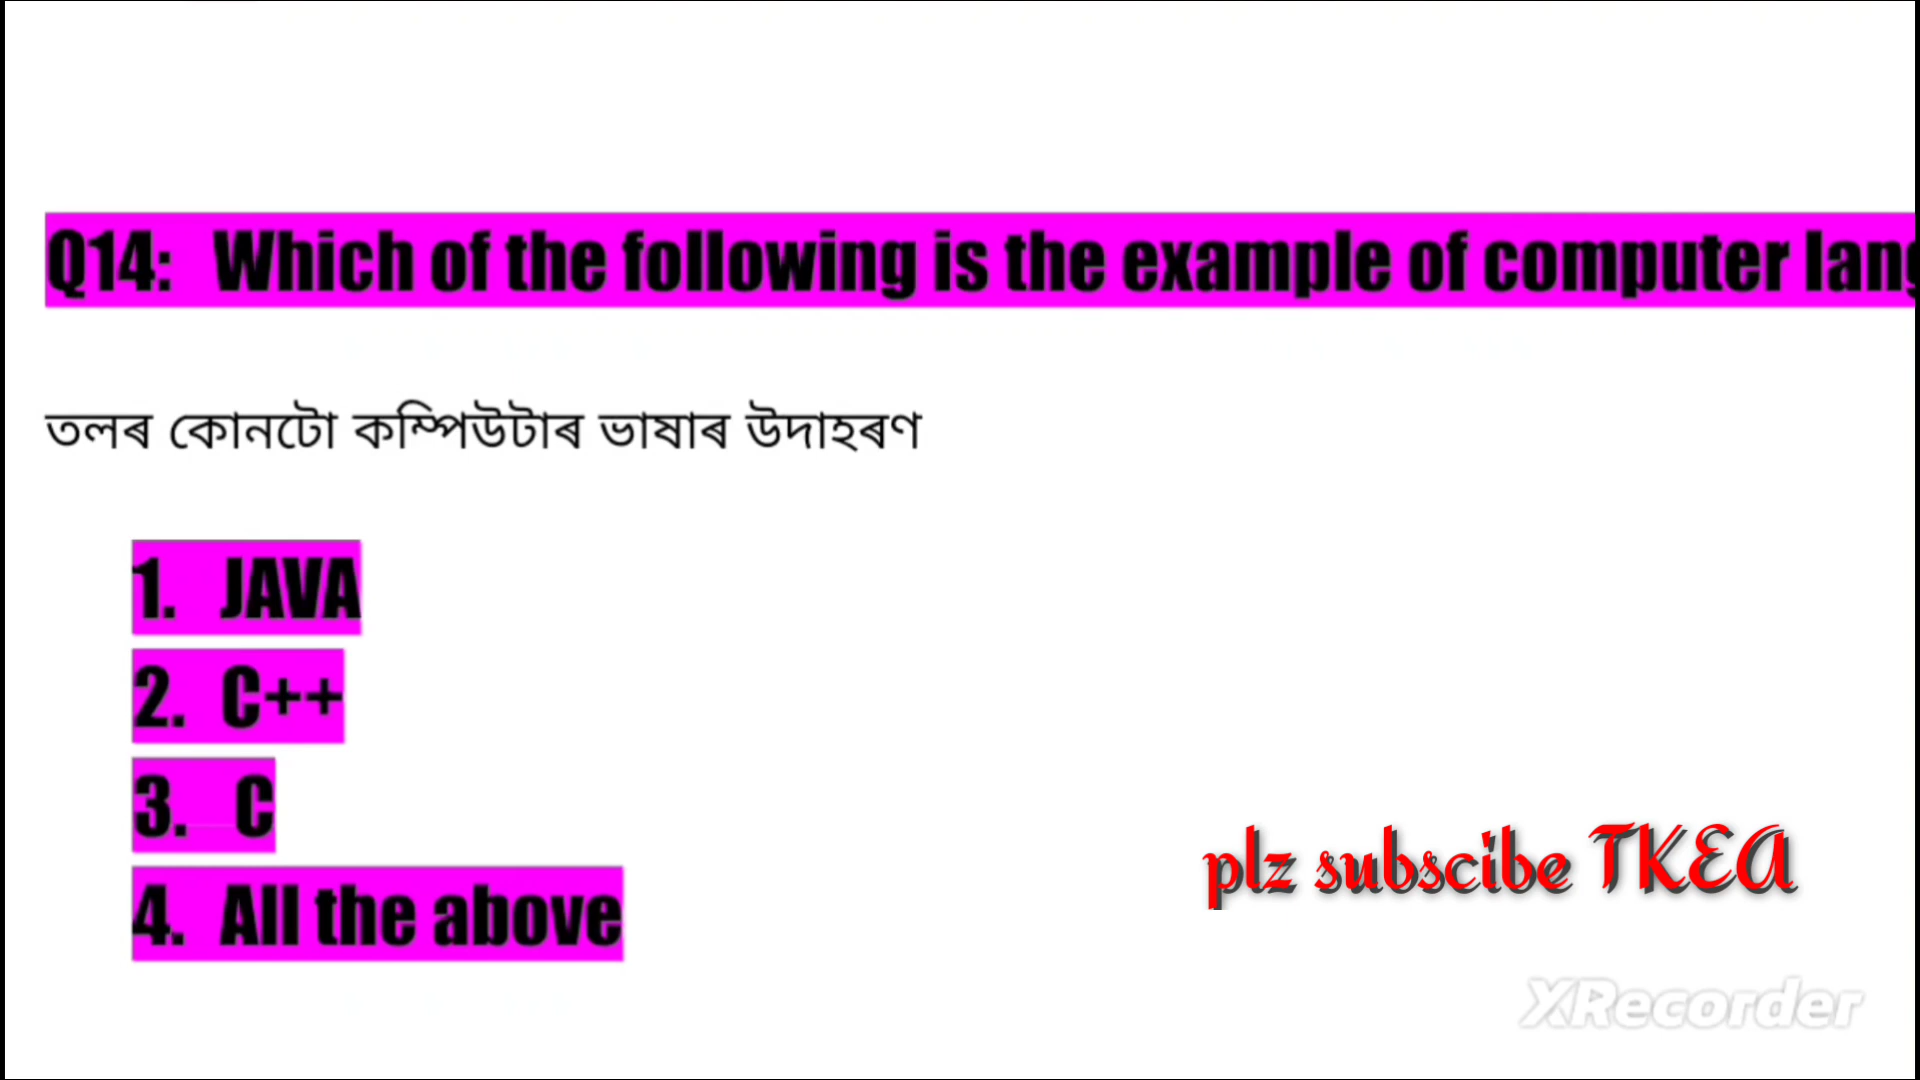 Q14: Which of the following is the example of computer lang
তলৰ কোনটো কম্পিউটাৰ ভাষাৰ উদাহৰণ
1. JAVA
2. C++
3. C
4. All the above
plz subscibe TKEA
XRecorder